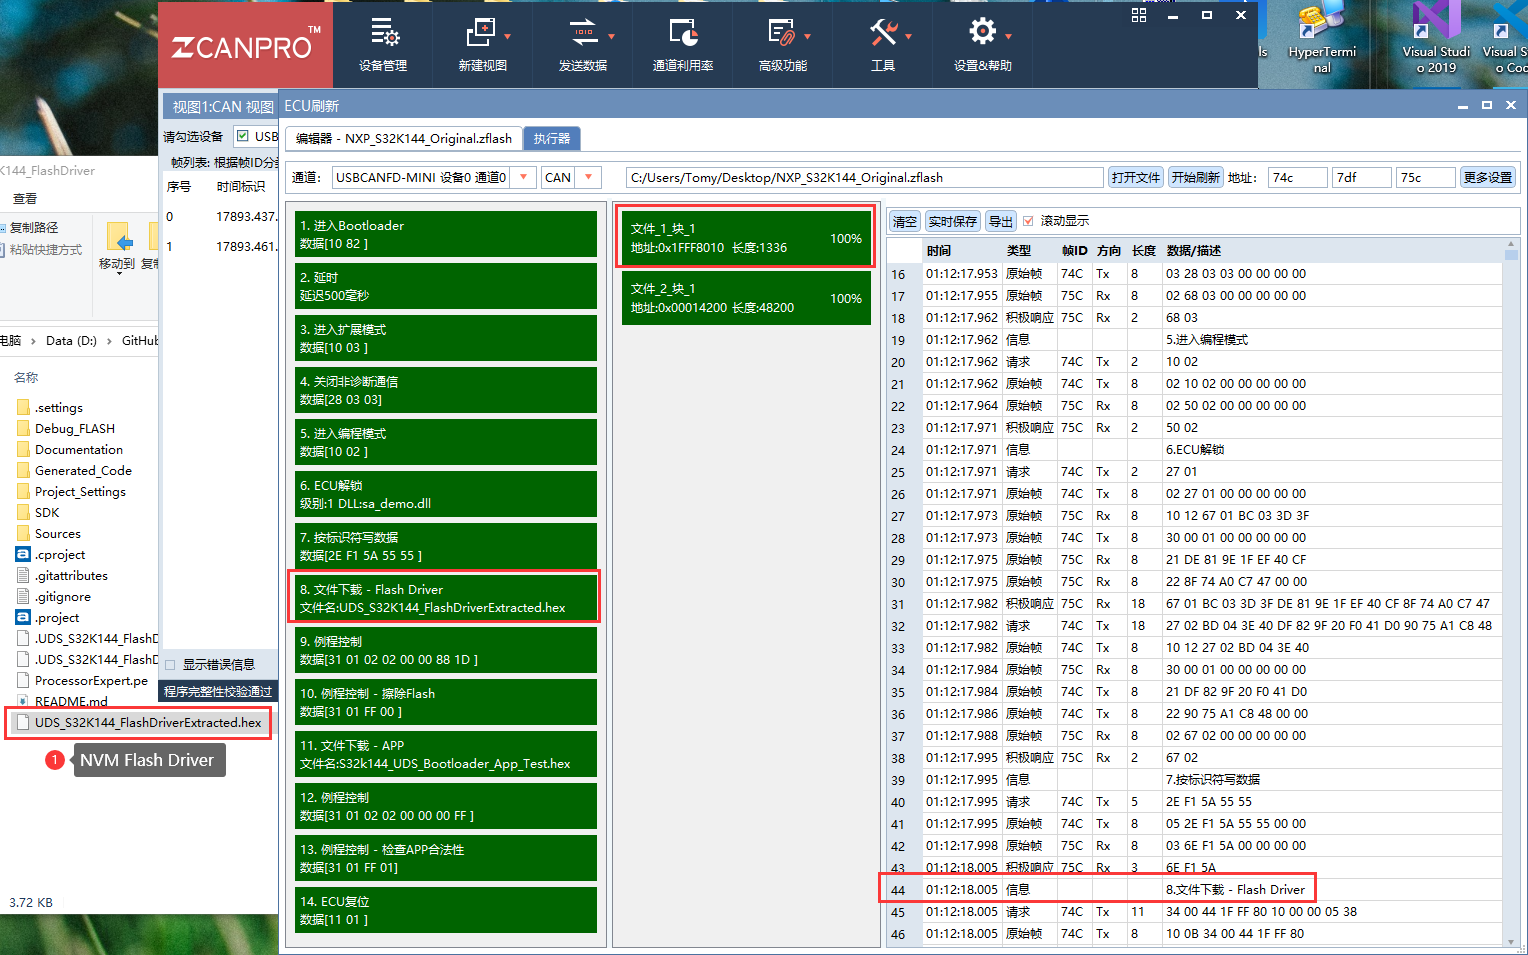 ZCANPRO™
设备管理
新建视图
发送数据
通道利用率
高级功能
工具
设置&帮助
HyperTermi
nal
Visual Studi
o 2019
Visual S
o Co
ls
视图1:CAN 视图
请勾选设备
USB
帧列表: 根据帧ID分
序号 时间标识
0 17893.437.
1 17893.461.
显示错误信息
程序完整性校验通过
K144_FlashDriver
查看
复制路径
粘贴快捷方式
移动到
复
电脑 > Data (D:) > GitHub
名称
.settings
Debug_FLASH
Documentation
Generated_Code
Project_Settings
SDK
Sources
.cproject
.gitattributes
.gitignore
.project
.UDS_S32K144_FlashD
.UDS_S32K144_FlashD
ProcessorExpert.pe
README.md
UDS_S32K144_FlashDriverExtracted.hex
1 NVM Flash Driver
3.72 KB
ECU刷新
编辑器 - NXP_S32K144_Original.zflash
执行器
通道: USBCANFD-MINI 设备0 通道0 CAN C:/Users/Tomy/Desktop/NXP_S32K144_Original.zflash 打开文件 开始刷新 地址: 74c 7df 75c 更多设置
1. 进入Bootloader
数据[10 82 ]
2. 延时
延迟500毫秒
3. 进入扩展模式
数据[10 03 ]
4. 关闭非诊断通信
数据[28 03 03]
5. 进入编程模式
数据[10 02 ]
6. ECU解锁
级别:1 DLL:sa_demo.dll
7. 按标识符写数据
数据[2E F1 5A 55 55 ]
8. 文件下载 - Flash Driver
文件名:UDS_S32K144_FlashDriverExtracted.hex
9. 例程控制
数据[31 01 02 02 00 00 88 1D ]
10. 例程控制 - 擦除Flash
数据[31 01 FF 00 ]
11. 文件下载 - APP
文件名:S32k144_UDS_Bootloader_App_Test.hex
12. 例程控制
数据[31 01 02 02 00 00 00 FF ]
13. 例程控制 - 检查APP合法性
数据[31 01 FF 01]
14. ECU复位
数据[11 01 ]
文件_1_块_1
地址:0x1FFF8010 长度:1336 100%
文件_2_块_1
地址:0x00014200 长度:48200 100%
清空 实时保存 导出 滚动显示
时间 类型 帧ID 方向 长度 数据/描述
16 01:12:17.953 原始帧 74C Tx 8 03 28 03 03 00 00 00 00
17 01:12:17.955 原始帧 75C Rx 8 02 68 03 00 00 00 00 00
18 01:12:17.962 积极响应 75C Rx 2 68 03
19 01:12:17.962 信息 5.进入编程模式
20 01:12:17.962 请求 74C Tx 2 10 02
21 01:12:17.962 原始帧 74C Tx 8 02 10 02 00 00 00 00 00
22 01:12:17.964 原始帧 75C Rx 8 02 50 02 00 00 00 00 00
23 01:12:17.971 积极响应 75C Rx 2 50 02
24 01:12:17.971 信息 6.ECU解锁
25 01:12:17.971 请求 74C Tx 2 27 01
26 01:12:17.971 原始帧 74C Tx 8 02 27 01 00 00 00 00 00
27 01:12:17.973 原始帧 75C Rx 8 10 12 67 01 BC 03 3D 3F
28 01:12:17.973 原始帧 74C Tx 8 30 00 01 00 00 00 00 00
29 01:12:17.975 原始帧 75C Rx 8 21 DE 81 9E 1F EF 40 CF
30 01:12:17.975 原始帧 75C Rx 8 22 8F 74 A0 C7 47 00 00
31 01:12:17.982 积极响应 75C Rx 18 67 01 BC 03 3D 3F DE 81 9E 1F EF 40 CF 8F 74 A0 C7 47
32 01:12:17.982 请求 74C Tx 18 27 02 BD 04 3E 40 DF 82 9F 20 F0 41 D0 90 75 A1 C8 48
33 01:12:17.982 原始帧 74C Tx 8 10 12 27 02 BD 04 3E 40
34 01:12:17.984 原始帧 75C Rx 8 30 00 01 00 00 00 00 00
35 01:12:17.984 原始帧 74C Tx 8 21 DF 82 9F 20 F0 41 D0
36 01:12:17.986 原始帧 74C Tx 8 22 90 75 A1 C8 48 00 00
37 01:12:17.988 原始帧 75C Rx 8 02 67 02 00 00 00 00 00
38 01:12:17.995 积极响应 75C Rx 2 67 02
39 01:12:17.995 信息 7.按标识符写数据
40 01:12:17.995 请求 74C Tx 5 2E F1 5A 55 55
41 01:12:17.995 原始帧 74C Tx 8 05 2E F1 5A 55 55 00 00
42 01:12:17.998 原始帧 75C Rx 8 03 6E F1 5A 00 00 00 00
43 01:12:18.005 积极响应 75C Rx 3 6E F1 5A
44 01:12:18.005 信息 8.文件下载 - Flash Driver
45 01:12:18.005 请求 74C Tx 11 34 00 44 1F FF 80 10 00 00 05 38
46 01:12:18.005 原始帧 74C Tx 8 10 0B 34 00 44 1F FF 80